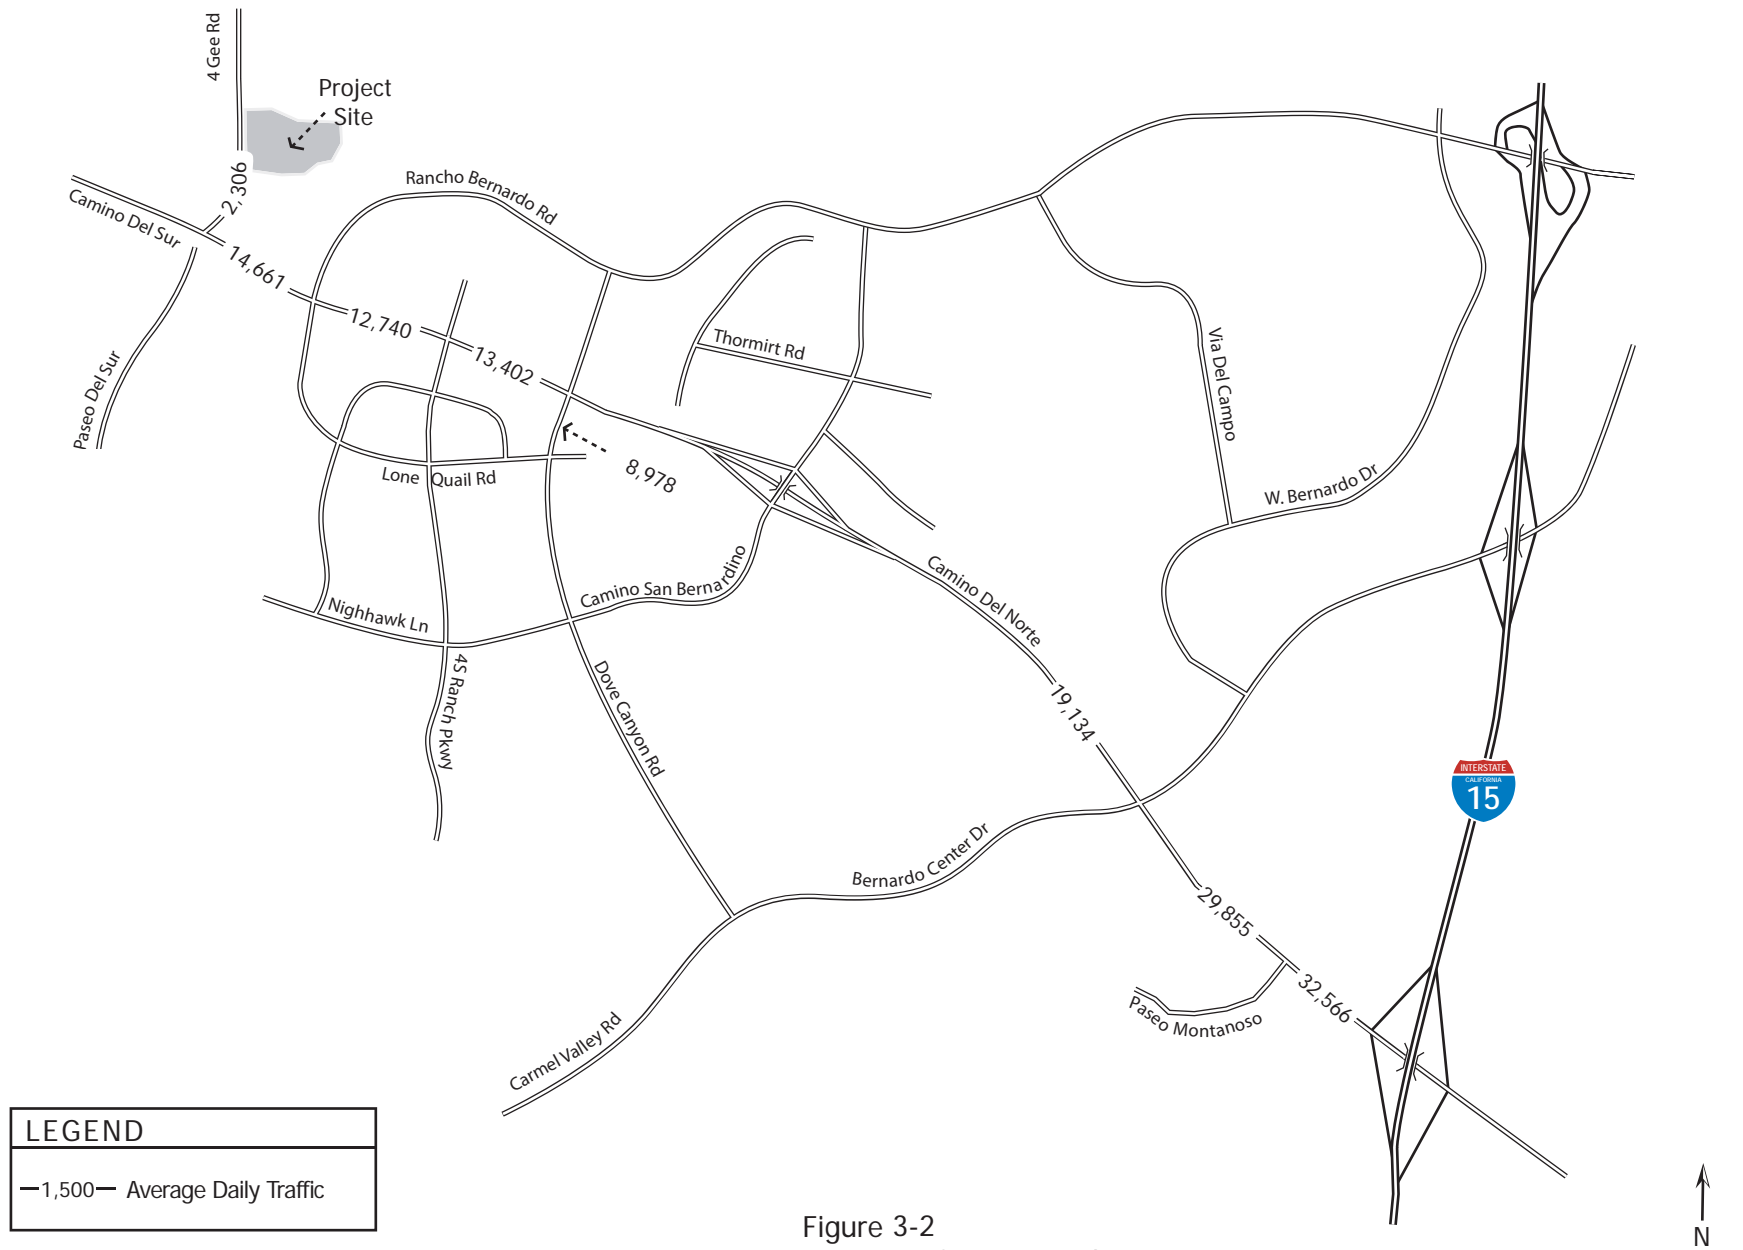 4 Gee Rd
Project
Site
2,306
Camino Del Sur
Rancho Bernardo Rd
14,661
12,740
13,402
Thormirt Rd
Via Del Campo
Paseo Del Sur
8,978
Lone Quail Rd
W. Bernardo Dr
Camino San Bernardino
Camino Del Norte
Nighhawk Ln
4S Ranch Pkwy
Dove Canyon Rd
19,134
INTERSTATE
CALIFORNIA
15
Bernardo Center Dr
29,855
32,566
Paseo Montanoso
Carmel Valley Rd
LEGEND
1,500 Average Daily Traffic
Figure 3-2
N